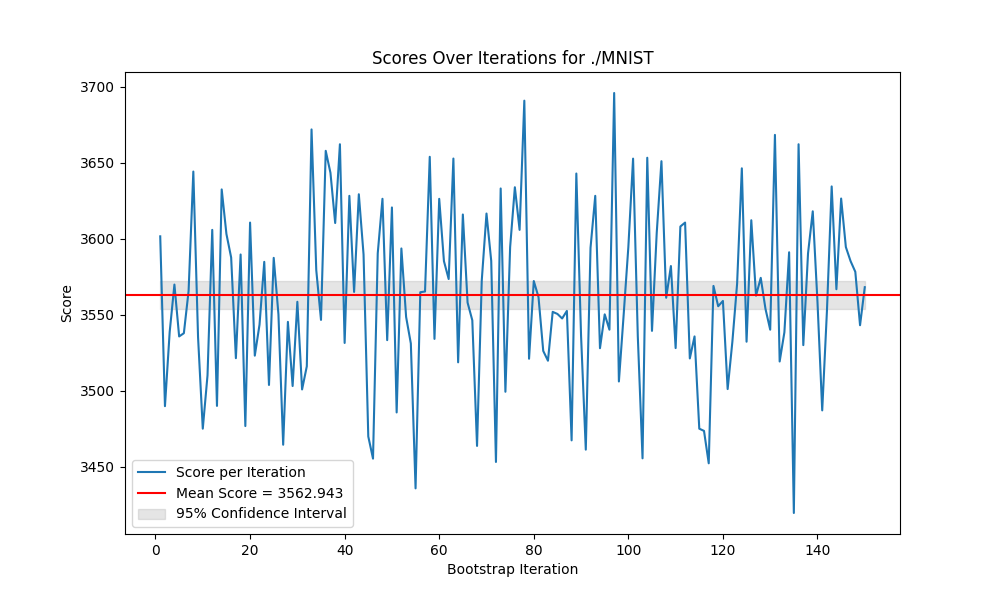 Scores Over Iterations for ./MNIST
3700
3650
3600
3550
3500
3450
Score
Score per Iteration
Mean Score = 3562.943
95% Confidence Interval
0
20
40
60
80
100
120
140
Bootstrap Iteration